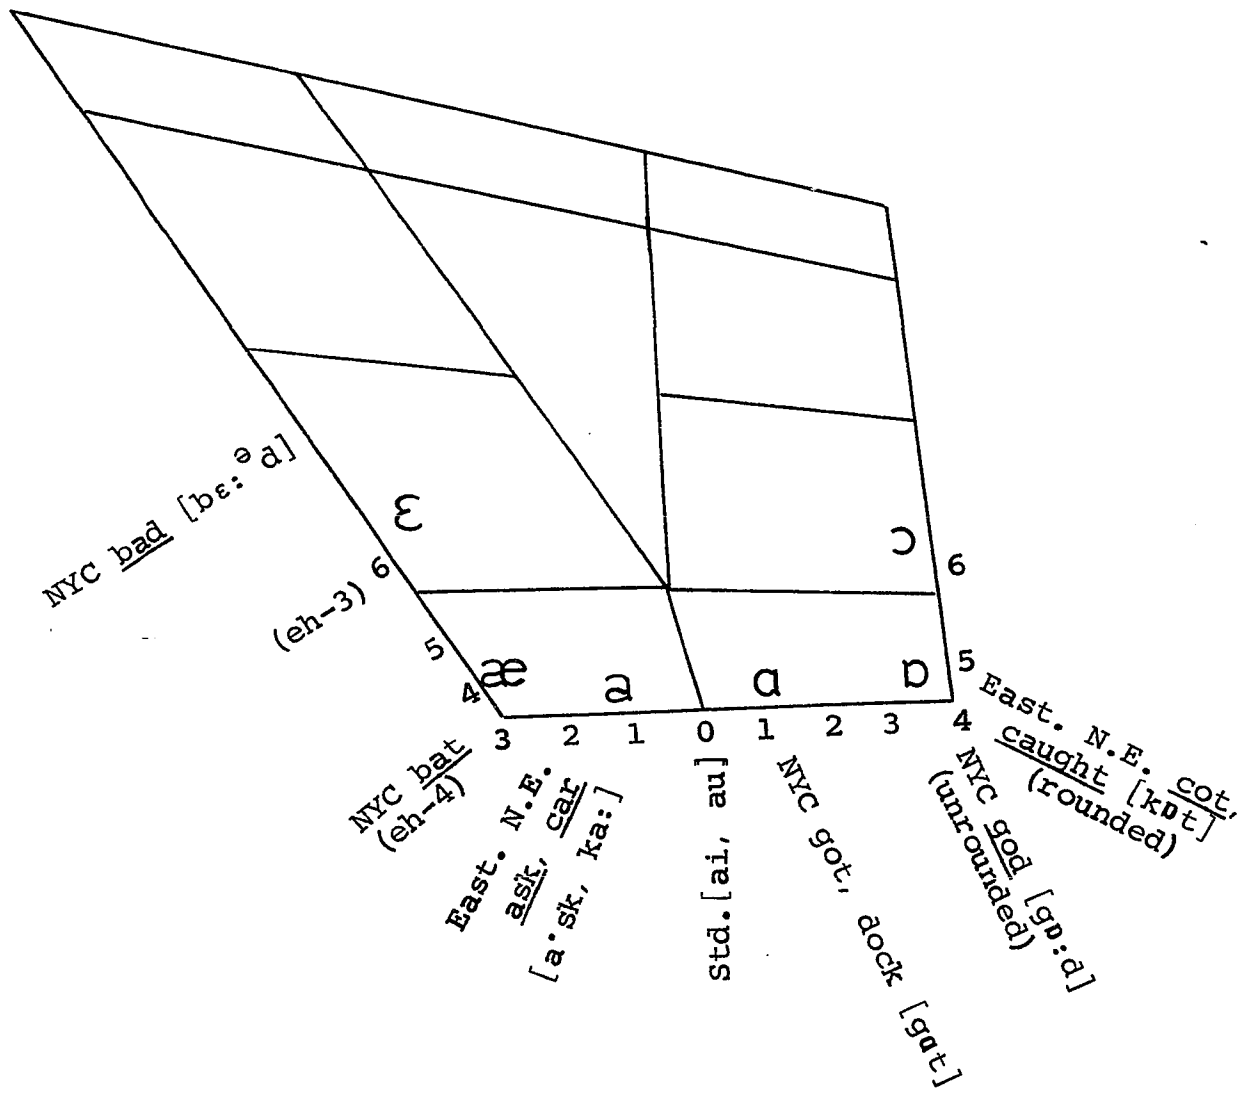 ɛ
ɔ
æ
a
ɑ
ɒ
6
5
4
3
2
1
0
1
2
3
4
5
6
NYC bad [bɛ:ᵊd]
(eh-3)
NYC bat
(eh-4)
East. N.E.
ask, car
[a·sk, ka:]
Std.[ai, au]
NYC got, dock [gɑt]
NYC god [gɒ:d]
(unrounded)
East. N.E. cot,
caught [kɒt]
(rounded)